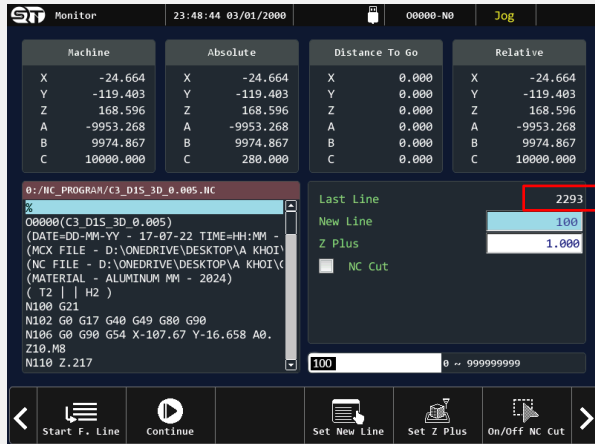 Monitor 23:48:44 03/01/2000 O0000-N0 Jog
Machine Absolute Distance To Go Relative
X -24.664 X -24.664 X 0.000 X -24.664
Y -119.403 Y -119.403 Y 0.000 Y -119.403
Z 168.596 Z 168.596 Z 0.000 Z 168.596
A -9953.268 A -9953.268 A 0.000 A -9953.268
B 9974.867 B 9974.867 B 0.000 B 9974.867
C 10000.000 C 280.000 C 0.000 C 10000.000
0:/NC_PROGRAM/C3_D1S_3D_0.005.NC
%
O0000(C3_D1S_3D_0.005)
(DATE=DD-MM-YY - 17-07-22 TIME=HH:MM -
(MCX FILE - D:\ONEDRIVE\DESKTOP\A KHOI\
(NC FILE - D:\ONEDRIVE\DESKTOP\A KHOI\
(MATERIAL - ALUMINUM MM - 2024)
( T2 | | H2 )
N100 G21
N102 G0 G17 G40 G49 G80 G90
N106 G0 G90 G54 X-107.67 Y-16.658 A0.
Z10.M8
N110 Z.217
Last Line 2293
New Line 100
Z Plus 1.000
NC Cut
100 0 ~ 999999999
Start F. Line Continue Set New Line Set Z Plus On/Off NC Cut